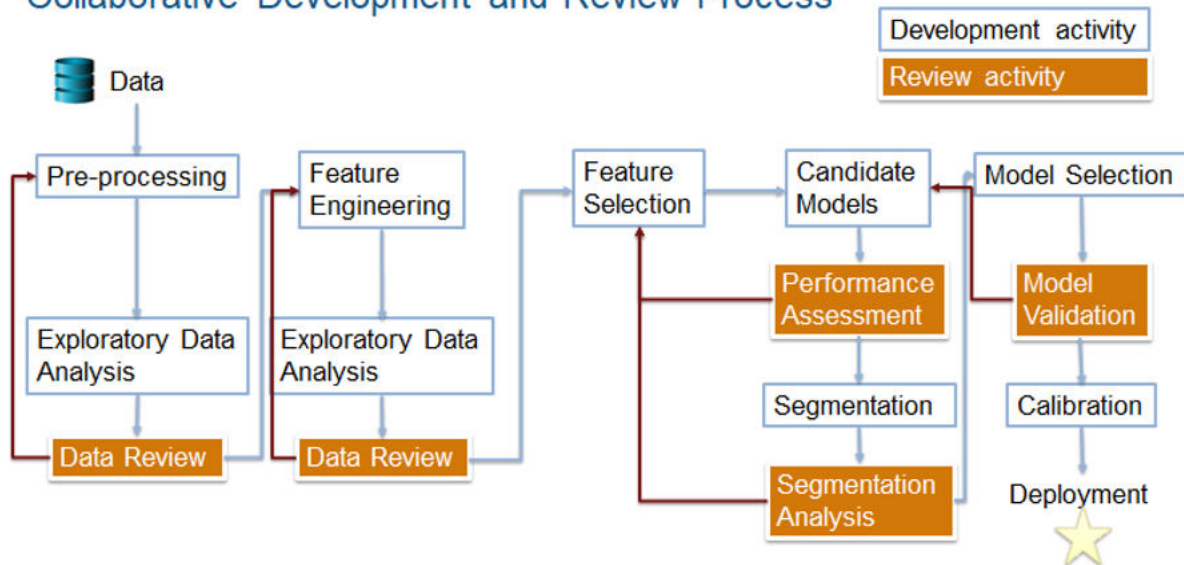 Collaborative Development and Review Process
Development activity
Review activity
Data
Pre-processing
Exploratory Data
Analysis
Data Review
Feature
Engineering
Exploratory Data
Analysis
Data Review
Feature
Selection
Candidate
Models
Performance
Assessment
Segmentation
Segmentation
Analysis
Model Selection
Model
Validation
Calibration
Deployment